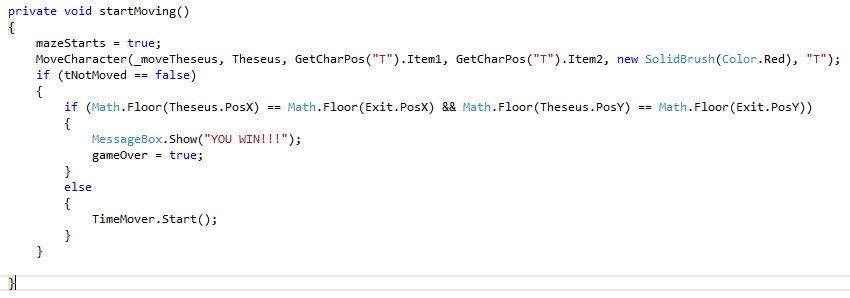 private void startMoving()
{
    mazeStarts = true;
    MoveCharacter(_moveTheseus, Theseus, GetCharPos("T").Item1, GetCharPos("T").Item2, new SolidBrush(Color.Red), "T");
    if (tNotMoved == false)
    {
        if (Math.Floor(Theseus.PosX) == Math.Floor(Exit.PosX) && Math.Floor(Theseus.PosY) == Math.Floor(Exit.PosY))
        {
            MessageBox.Show("YOU WIN!!!");
            gameOver = true;
        }
        else
        {
            TimeMover.Start();
        }
    }

}